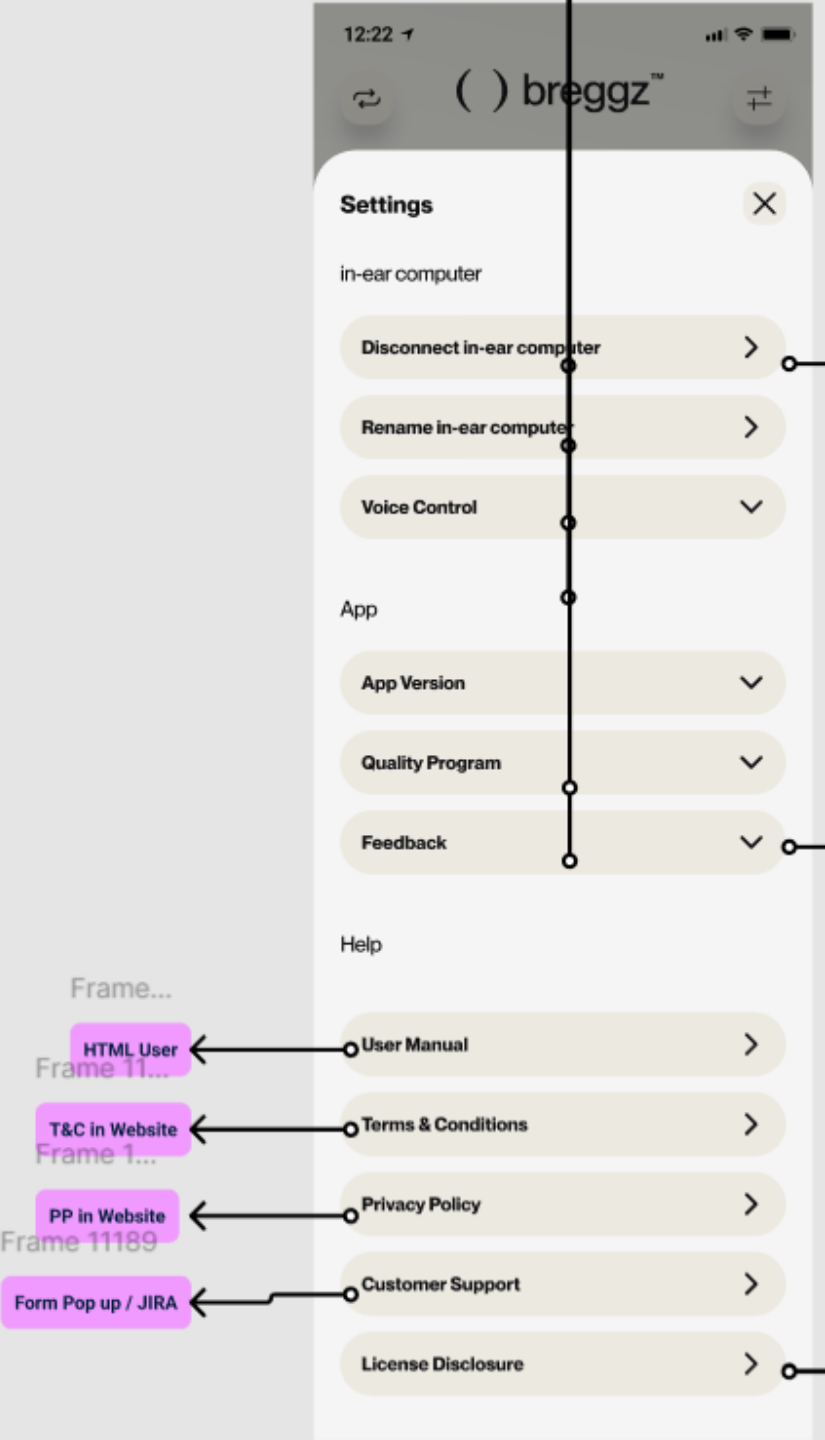 12:22
( ) breggz™
Settings
in-ear computer
Disconnect in-ear computer
Rename in-ear computer
Voice Control
App
App Version
Quality Program
Feedback
Help
Frame...
HTML User
User Manual
Frame 11...
T&C in Website
Terms & Conditions
Frame 1...
PP in Website
Privacy Policy
Frame 11189
Form Pop up / JIRA
Customer Support
License Disclosure